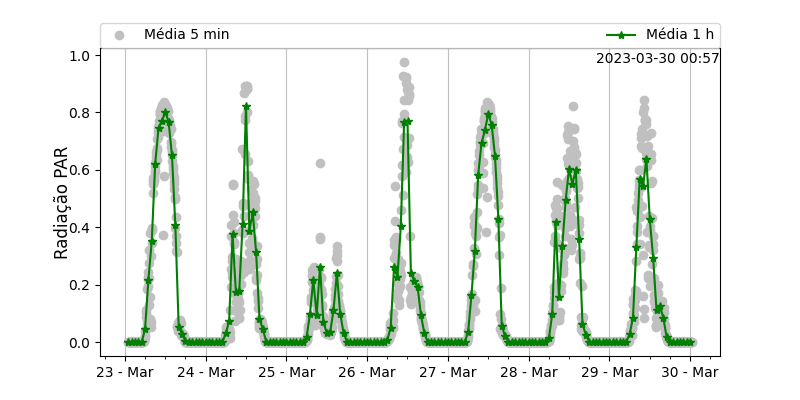 Média 5 min
Média 1 h
2023-03-30 00:57
1.0
0.8
0.6
0.4
0.2
0.0
Radiação PAR
23 - Mar
24 - Mar
25 - Mar
26 - Mar
27 - Mar
28 - Mar
29 - Mar
30 - Mar